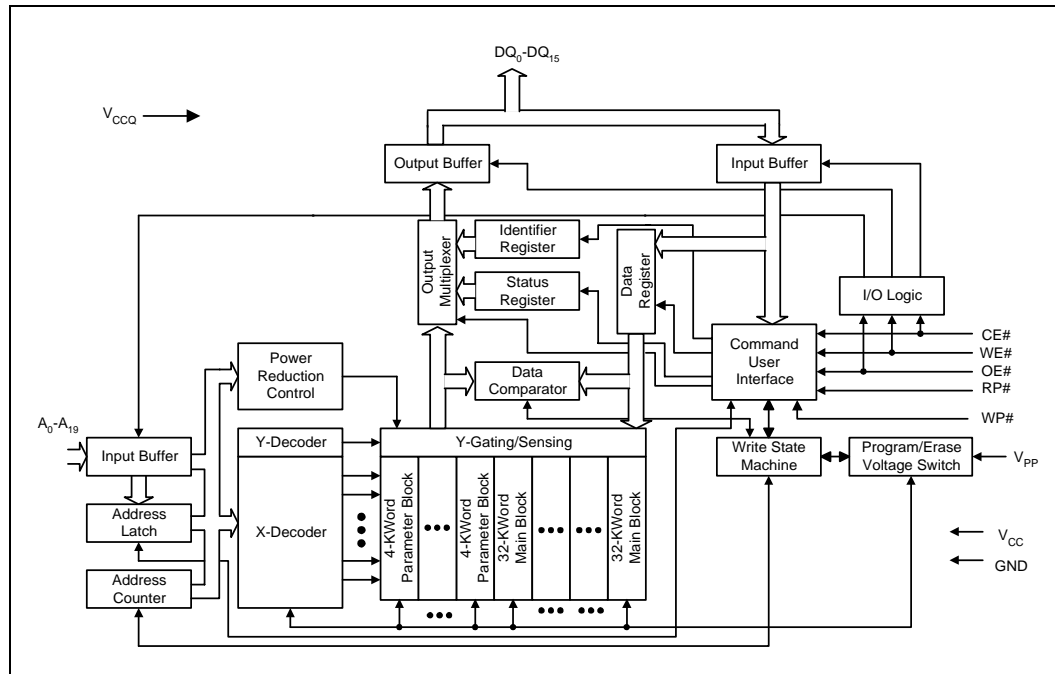 DQ0-DQ15
VCCQ
Output Buffer
Input Buffer
Output
Multiplexer
Identifier
Register
Status
Register
Data
Register
I/O Logic
Command
User
Interface
CE#
WE#
OE#
RP#
WP#
Power
Reduction
Control
Data
Comparator
A0-A19
Input Buffer
Y-Decoder
Y-Gating/Sensing
Write State
Machine
Program/Erase
Voltage Switch
VPP
Address
Latch
X-Decoder
4-KWord
Parameter Block
4-KWord
Parameter Block
32-KWord
Main Block
32-KWord
Main Block
VCC
GND
Address
Counter